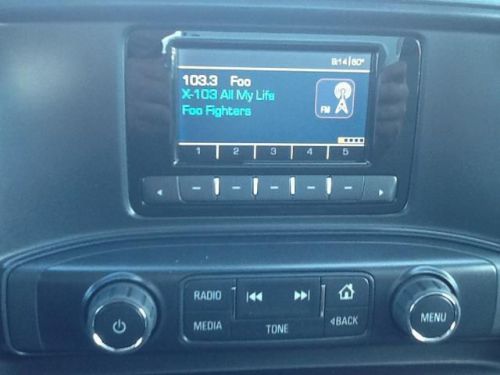 8:14 60°
103.3 Foo
X-103 All My Life
Foo Fighters
FM
1 2 3 4 5
RADIO
MEDIA
TONE
BACK
MENU